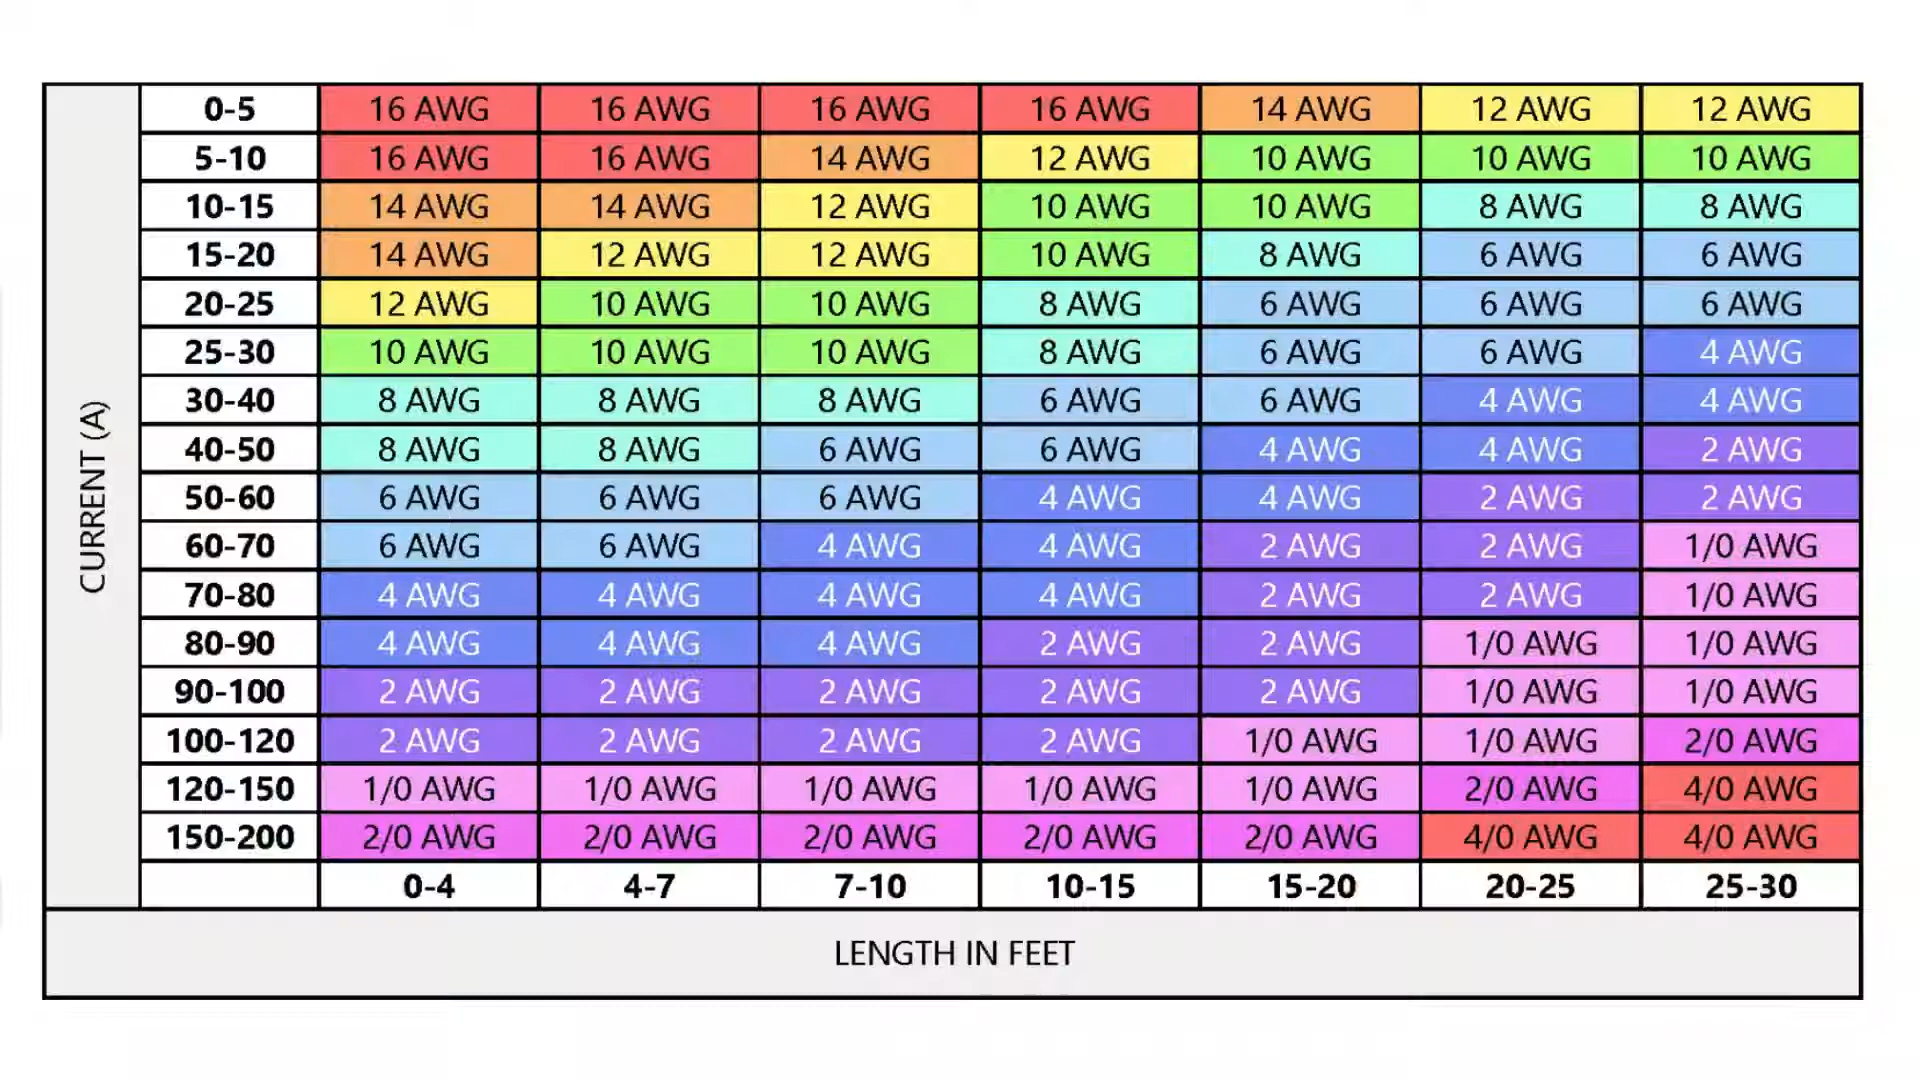 CURRENT (A)
0-5 16 AWG 16 AWG 16 AWG 16 AWG 14 AWG 12 AWG 12 AWG
5-10 16 AWG 16 AWG 14 AWG 12 AWG 10 AWG 10 AWG 10 AWG
10-15 14 AWG 14 AWG 12 AWG 10 AWG 10 AWG 8 AWG 8 AWG
15-20 14 AWG 12 AWG 12 AWG 10 AWG 8 AWG 6 AWG 6 AWG
20-25 12 AWG 10 AWG 10 AWG 8 AWG 6 AWG 6 AWG 6 AWG
25-30 10 AWG 10 AWG 10 AWG 8 AWG 6 AWG 6 AWG 4 AWG
30-40 8 AWG 8 AWG 8 AWG 6 AWG 6 AWG 4 AWG 4 AWG
40-50 8 AWG 8 AWG 6 AWG 6 AWG 4 AWG 4 AWG 2 AWG
50-60 6 AWG 6 AWG 6 AWG 4 AWG 4 AWG 2 AWG 2 AWG
60-70 6 AWG 6 AWG 4 AWG 4 AWG 2 AWG 2 AWG 1/0 AWG
70-80 4 AWG 4 AWG 4 AWG 4 AWG 2 AWG 2 AWG 1/0 AWG
80-90 4 AWG 4 AWG 4 AWG 2 AWG 2 AWG 1/0 AWG 1/0 AWG
90-100 2 AWG 2 AWG 2 AWG 2 AWG 2 AWG 1/0 AWG 1/0 AWG
100-120 2 AWG 2 AWG 2 AWG 2 AWG 1/0 AWG 1/0 AWG 2/0 AWG
120-150 1/0 AWG 1/0 AWG 1/0 AWG 1/0 AWG 1/0 AWG 2/0 AWG 4/0 AWG
150-200 2/0 AWG 2/0 AWG 2/0 AWG 2/0 AWG 2/0 AWG 4/0 AWG 4/0 AWG
0-4 4-7 7-10 10-15 15-20 20-25 25-30
LENGTH IN FEET